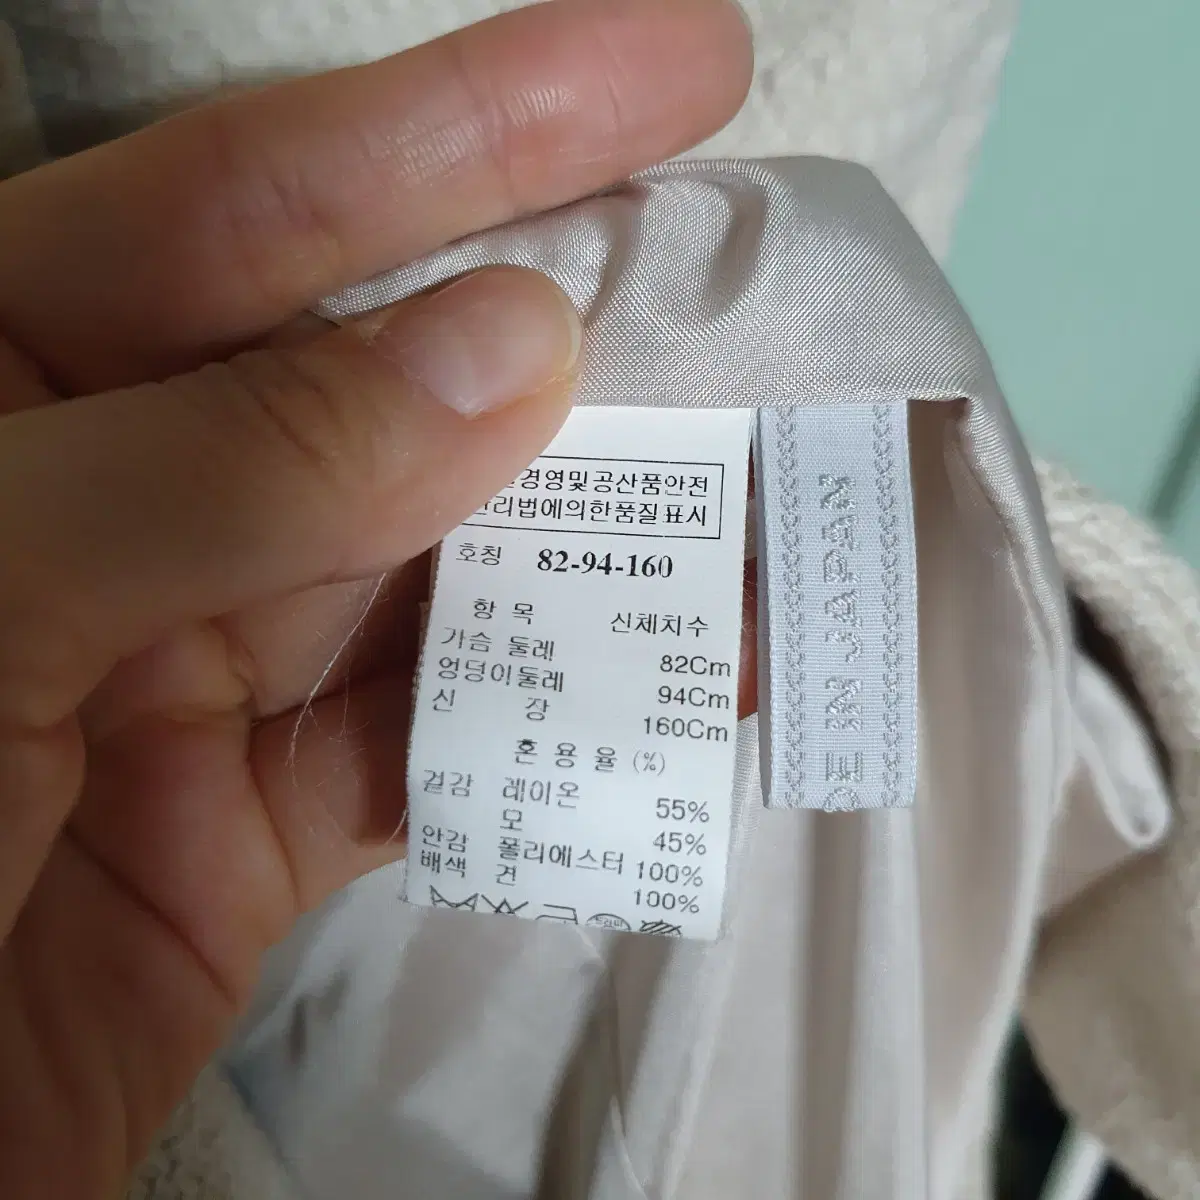 경영및공산품안전
관리법에의한품질표시
호칭 82-94-160
항 목 신체치수
가슴 둘레 82Cm
엉덩이둘레 94Cm
신 장 160Cm
혼 용 율 (%)
겉감 레이온 55%
모 45%
안감 폴리에스터 100%
배색 견 100%
DE IN JAPAN